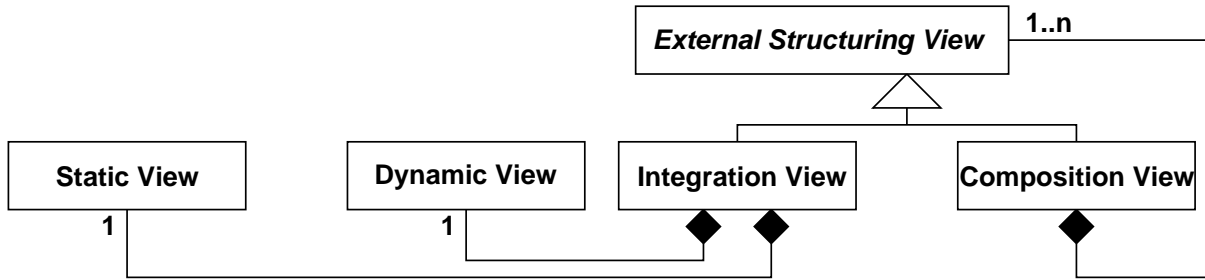 External Structuring View
1..n
Static View
Dynamic View
Integration View
Composition View
1
1